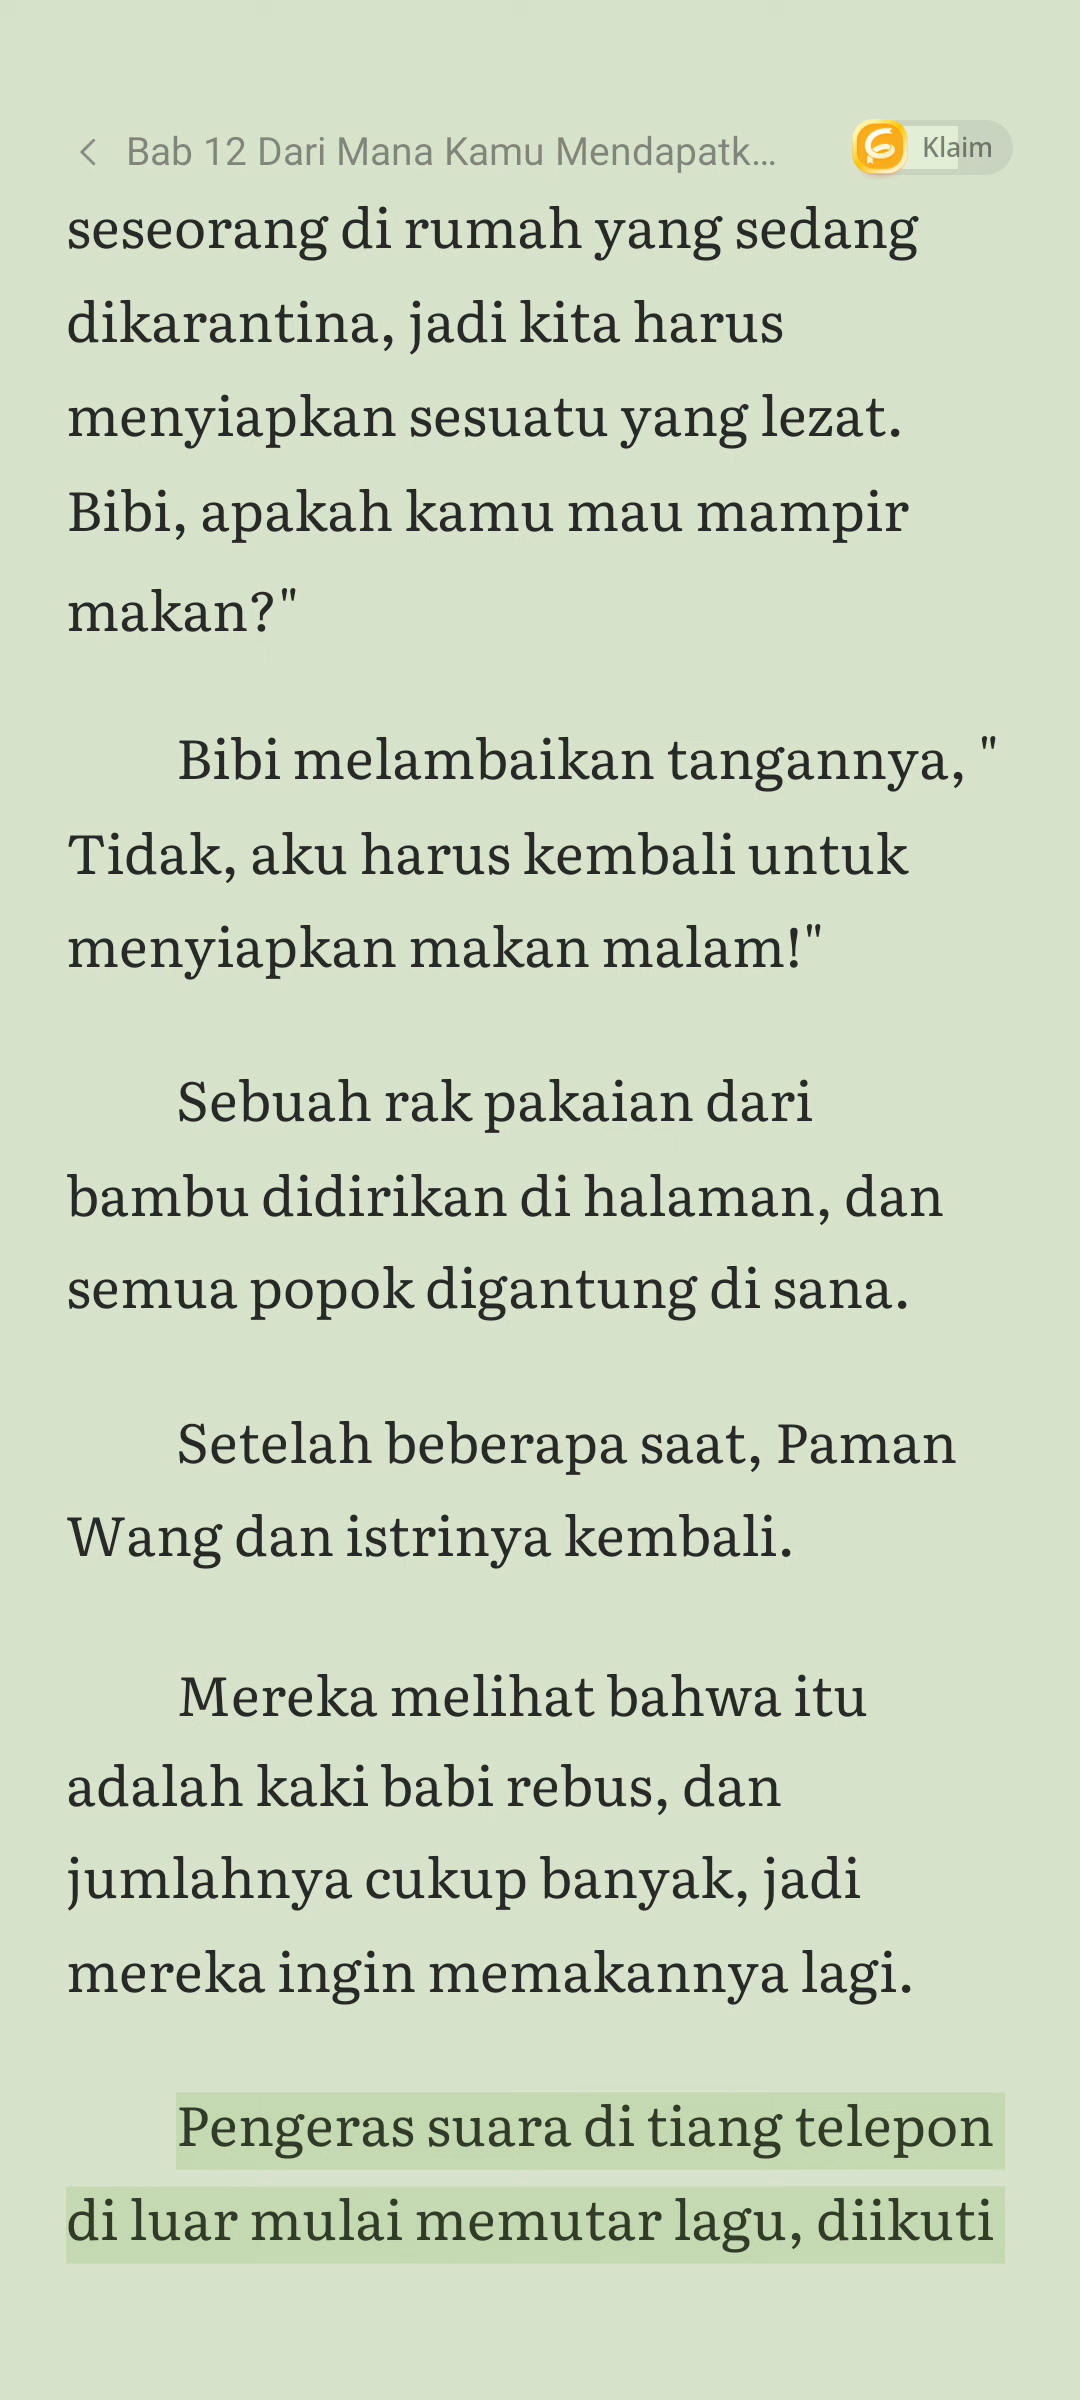 Bab 12 Dari Mana Kamu Mendapatk...
Klaim
seseorang di rumah yang sedang
dikarantina, jadi kita harus
menyiapkan sesuatu yang lezat.
Bibi, apakah kamu mau mampir
makan?"
Bibi melambaikan tangannya, "
Tidak, aku harus kembali untuk
menyiapkan makan malam!"
Sebuah rak pakaian dari
bambu didirikan di halaman, dan
semua popok digantung di sana.
Setelah beberapa saat, Paman
Wang dan istrinya kembali.
Mereka melihat bahwa itu
adalah kaki babi rebus, dan
jumlahnya cukup banyak, jadi
mereka ingin memakannya lagi.
Pengeras suara di tiang telepon
di luar mulai memutar lagu, diikuti